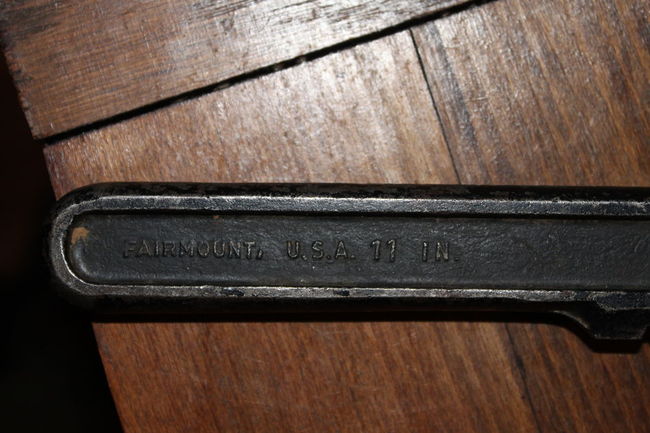 FAIRMOUNT, U.S.A. 11 IN.